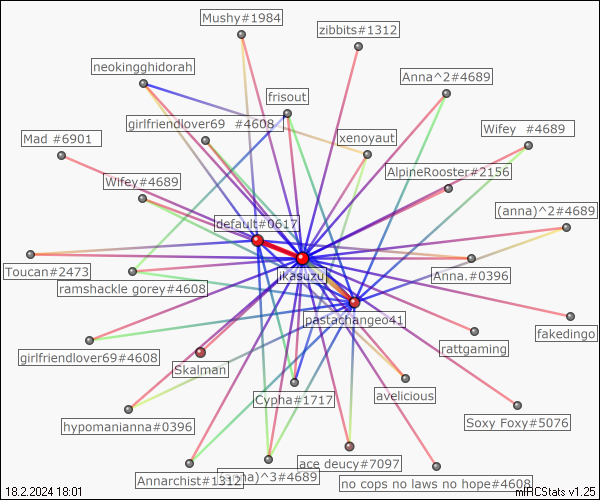 Mushy#1984
zibbits#1312
neokingghidorah
Anna^2#4689
frisout
girlfriendlover69 #4608
Wifey #4689
Mad #6901
xenoyaut
AlpineRooster#2156
Wifey#4689
(anna)^2#4689
default#0617
Toucan#2473
ikasuzu
Anna.#0396
ramshackle gorey#4608
pastachangeo41
fakedingo
girlfriendlover69#4608
rattgaming
Skalman
avelicious
Cypha#1717
Soxy Foxy#5076
hypomanianna#0396
ace deucy#7097
Annarchist#1312
(anna)^3#4689
no cops no laws no hope#4608
18.2.2024 18:01
mIRCStats v1.25